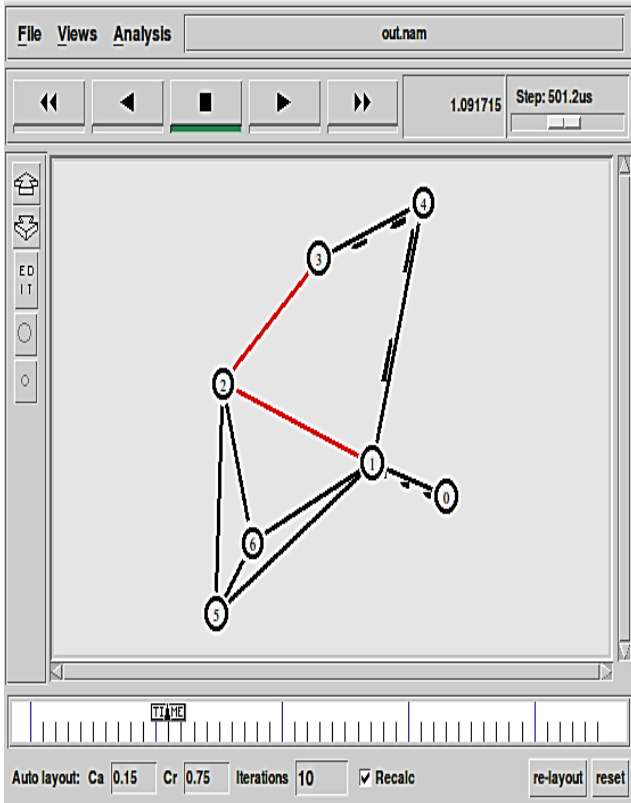 File Views Analysis out.nam
1.091715 Step: 501.2us
4
3
2
1
0
6
5
ED
IT
TIME
Auto layout: Ca 0.15 Cr 0.75 Iterations 10 Recalc re-layout reset